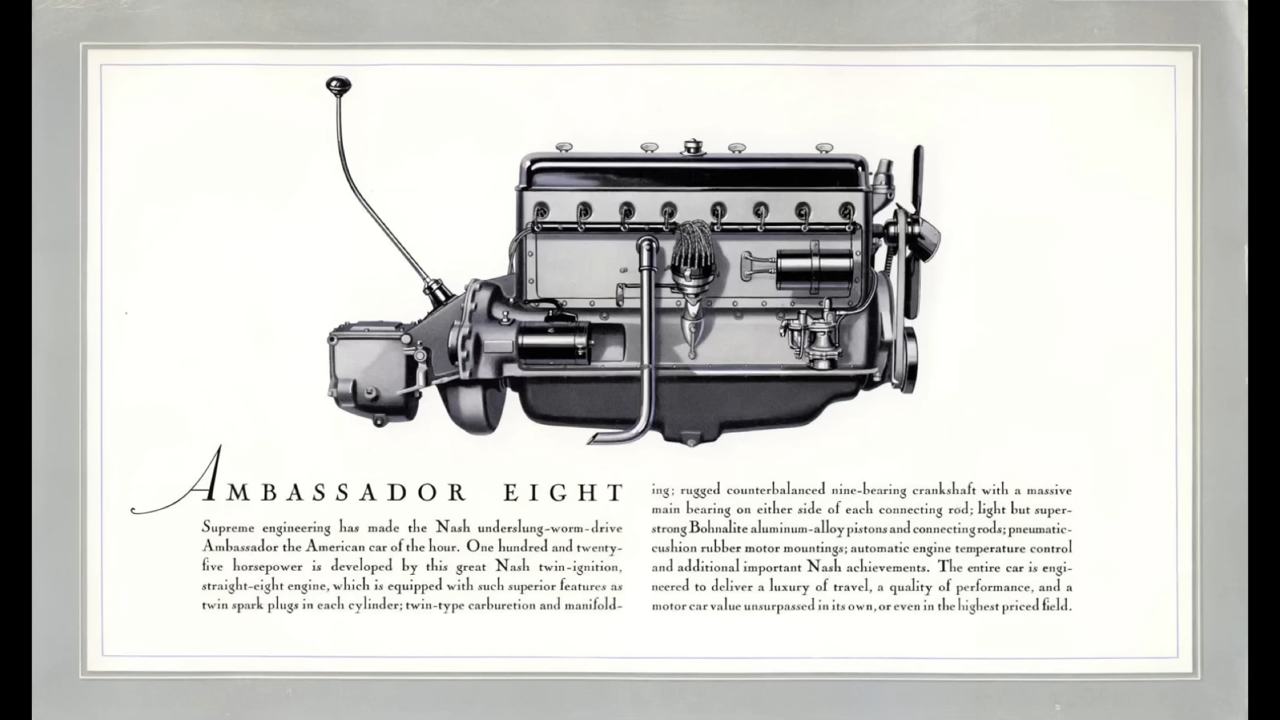 AMBASSADOR EIGHT
Supreme engineering has made the Nash underslung-worm-drive
Ambassador the American car of the hour. One hundred and twenty-
five horsepower is developed by this great Nash twin-ignition,
straight-eight engine, which is equipped with such superior features as
twin spark plugs in each cylinder; twin-type carburetion and manifold-
ing; rugged counterbalanced nine-bearing crankshaft with a massive
main bearing on either side of each connecting rod; light but super-
strong Bohnalite aluminum-alloy pistons and connecting rods; pneumatic-
cushion rubber motor mountings; automatic engine temperature control
and additional important Nash achievements. The entire car is engi-
neered to deliver a luxury of travel, a quality of performance, and a
motor car value unsurpassed in its own, or even in the highest priced field.